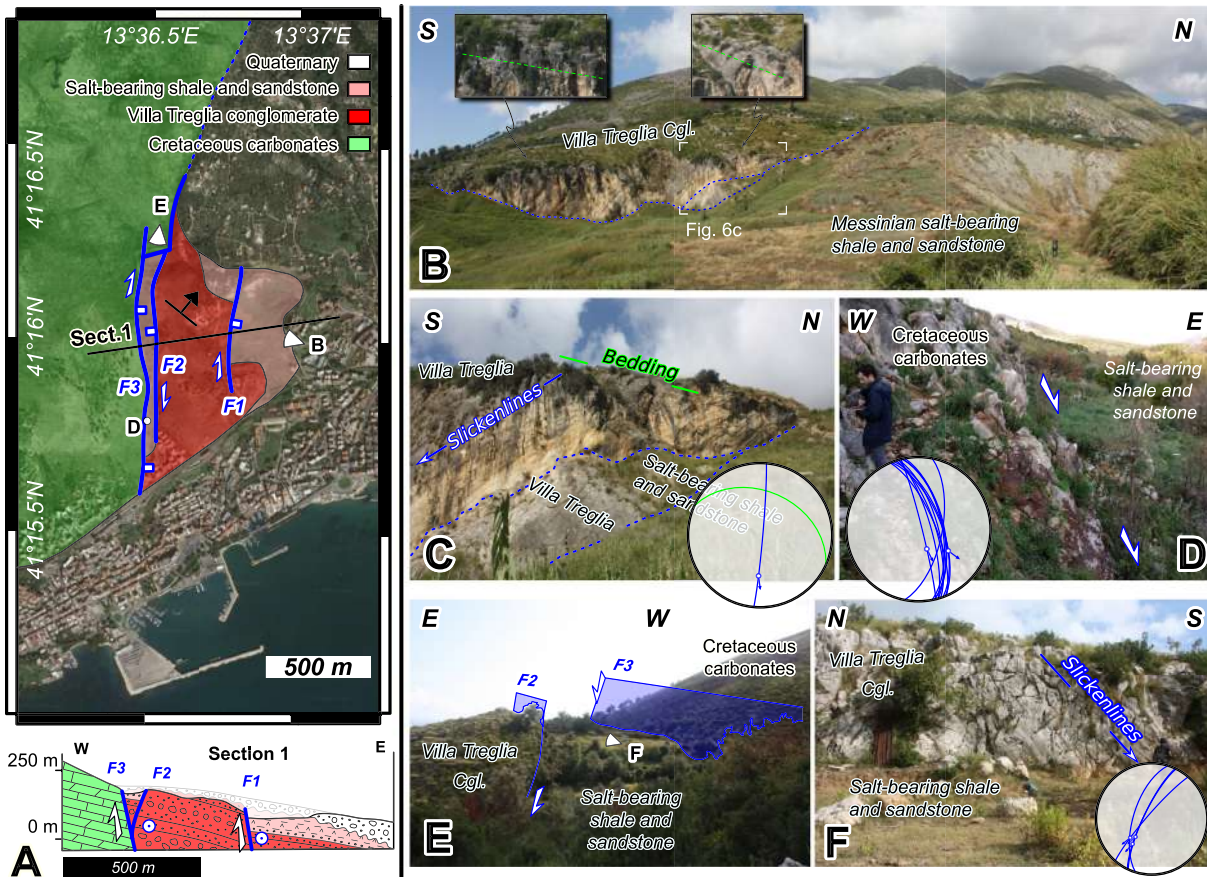 13°36.5'E
13°37'E
Quaternary
Salt-bearing shale and sandstone
Villa Treglia conglomerate
Cretaceous carbonates
41°16.5'N
41°16'N
41°15.5'N
E
Sect.1
B
F3
F2
F1
D
500 m
W
Section 1
E
250 m
F3
F2
F1
0 m
A
500 m
S
N
Villa Treglia Cgl.
Fig. 6c
Messinian salt-bearing
shale and sandstone
B
S
N
Villa Treglia
Bedding
Slickenlines
Salt-bearing shale
and sandstone
Villa Treglia
C
W
E
Cretaceous
carbonates
Salt-bearing
shale and
sandstone
D
E
W
Cretaceous
carbonates
F3
F2
Villa Treglia
Cgl.
F
Salt-bearing
shale and
sandstone
E
N
S
Villa Treglia
Cgl.
Slickenlines
Salt-bearing shale
and sandstone
F